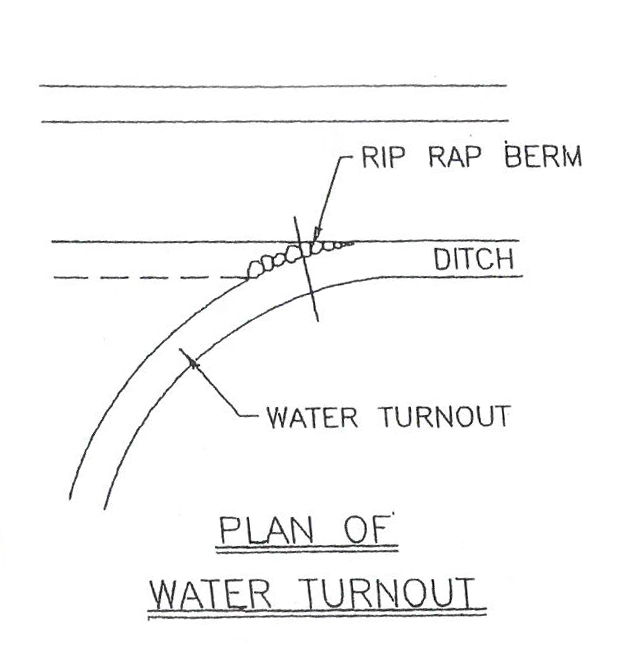 RIP RAP BERM
DITCH
WATER TURNOUT
PLAN OF
WATER TURNOUT